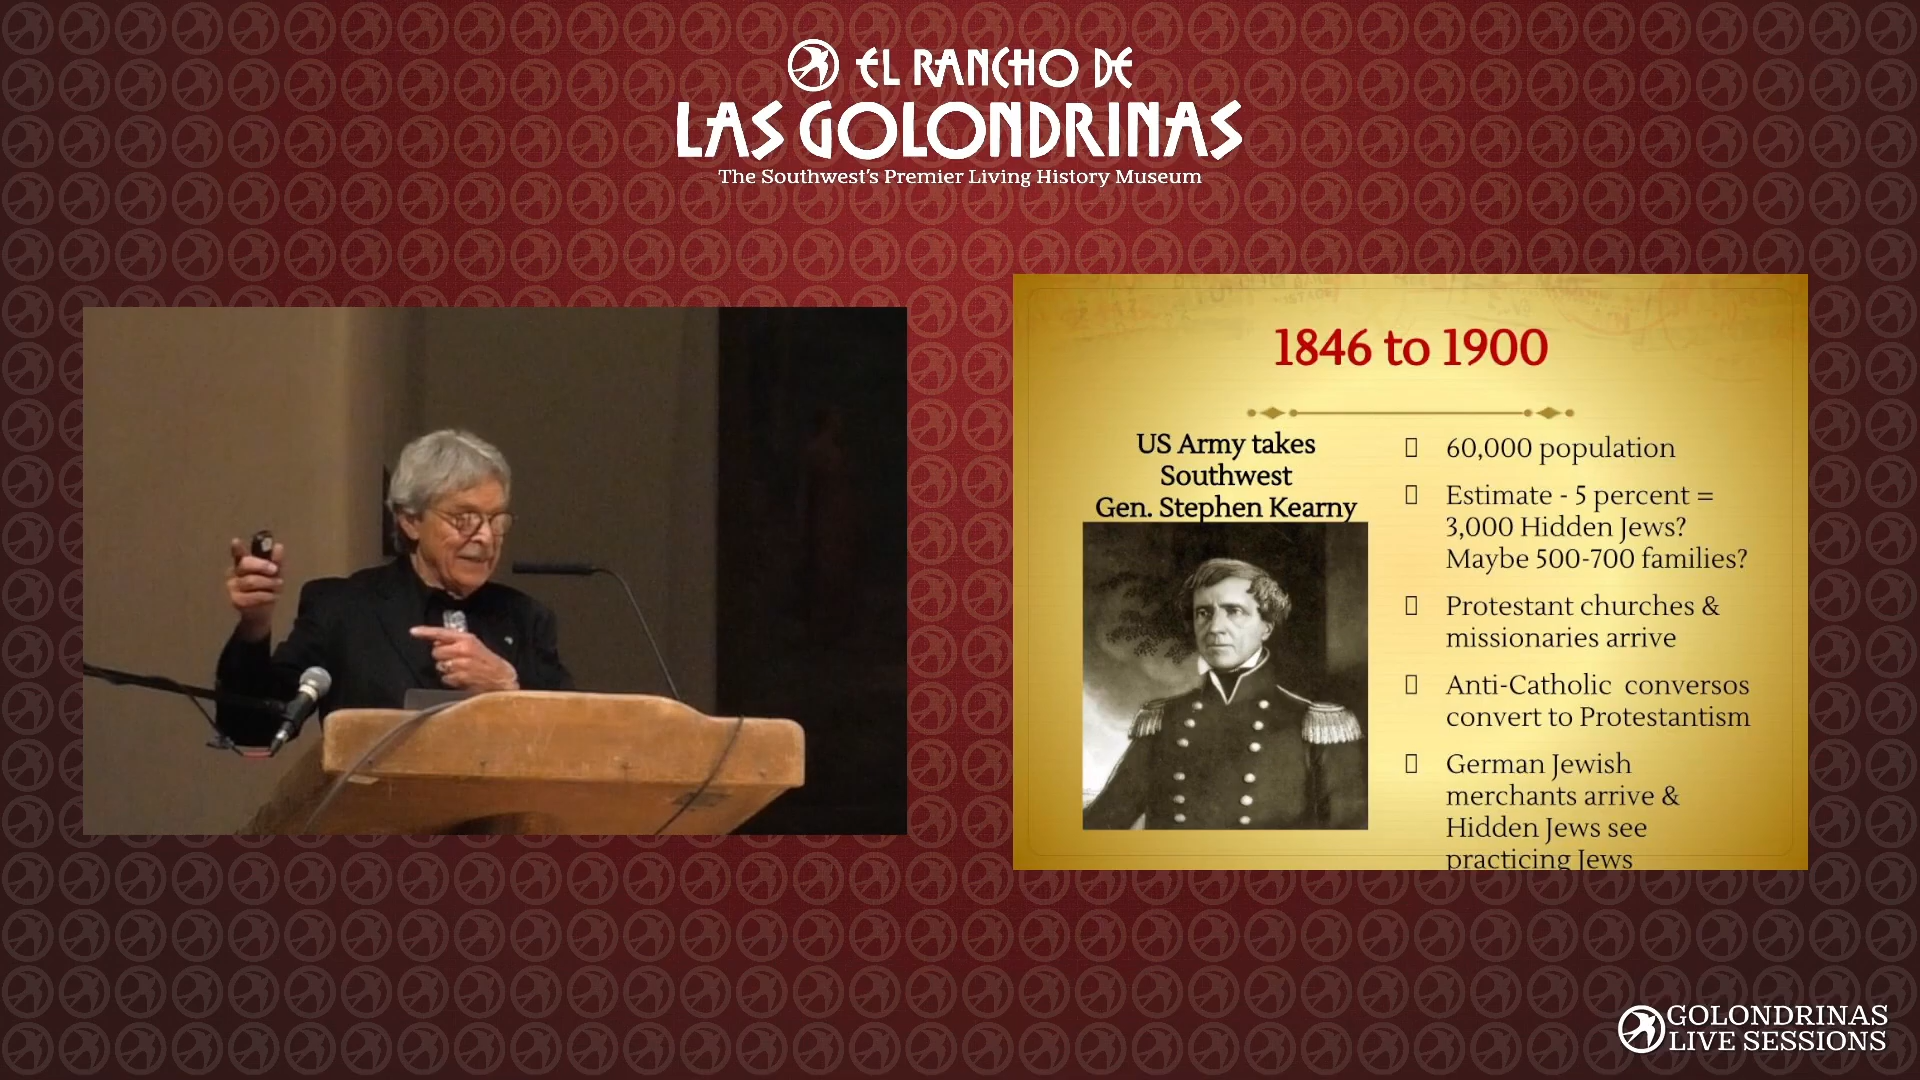 EL RANCHO DE
LAS GOLONDRINAS
The Southwest's Premier Living History Museum
1846 to 1900
US Army takes
Southwest
Gen. Stephen Kearny
60,000 population
Estimate - 5 percent =
3,000 Hidden Jews?
Maybe 500-700 families?
Protestant churches &
missionaries arrive
Anti-Catholic conversos
convert to Protestantism
German Jewish
merchants arrive &
Hidden Jews see
practicing Jews
GOLONDRINAS
LIVE SESSIONS